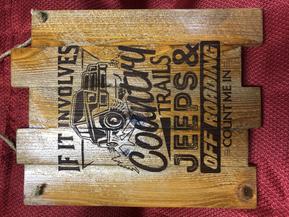 IF IT INVOLVES
Country
TRAILS
JEEPS &
OFF ROADING
COUNT ME IN